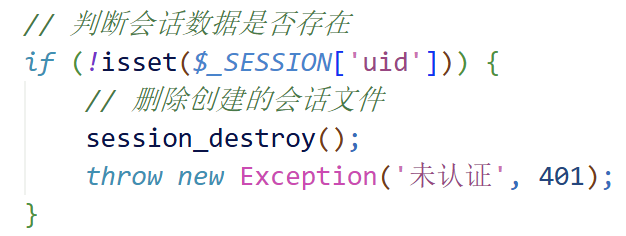 // 判断会话数据是否存在
if (!isset($_SESSION['uid'])) {
    // 删除创建的会话文件
    session_destroy();
    throw new Exception('未认证', 401);
}